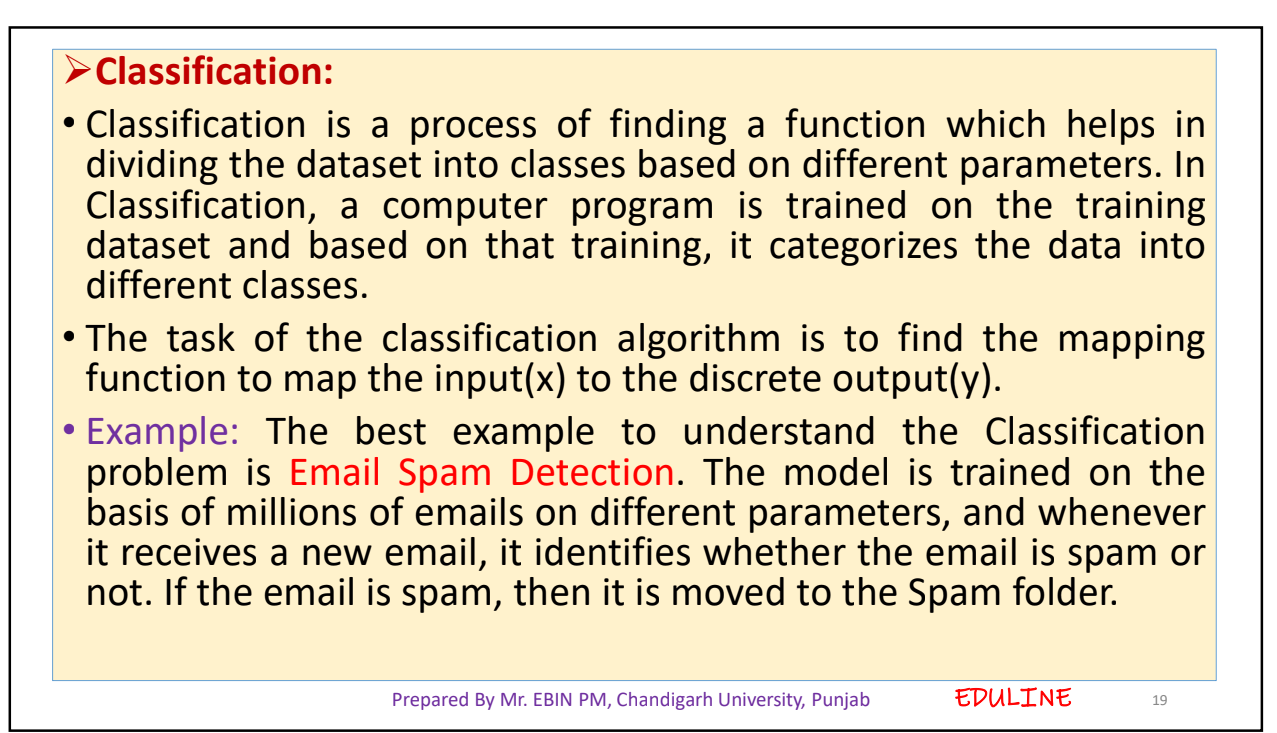 ➢Classification:
• Classification is a process of finding a function which helps in
dividing the dataset into classes based on different parameters. In
Classification, a computer program is trained on the training
dataset and based on that training, it categorizes the data into
different classes.
• The task of the classification algorithm is to find the mapping
function to map the input(x) to the discrete output(y).
• Example: The best example to understand the Classification
problem is Email Spam Detection. The model is trained on the
basis of millions of emails on different parameters, and whenever
it receives a new email, it identifies whether the email is spam or
not. If the email is spam, then it is moved to the Spam folder.
Prepared By Mr. EBIN PM, Chandigarh University, Punjab EDULINE 19